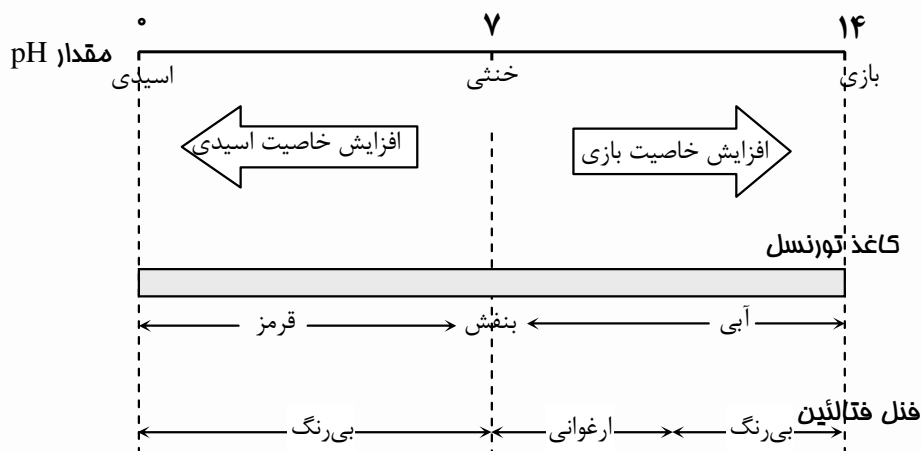 ۰ ۷ ۱۴
مقدار pH
اسیدی خنثی بازی
افزایش خاصیت اسیدی افزایش خاصیت بازی
کاغذ تورنسل
قرمز بنفش آبی
فنل فتالئین
بی‌رنگ ارغوانی بی‌رنگ